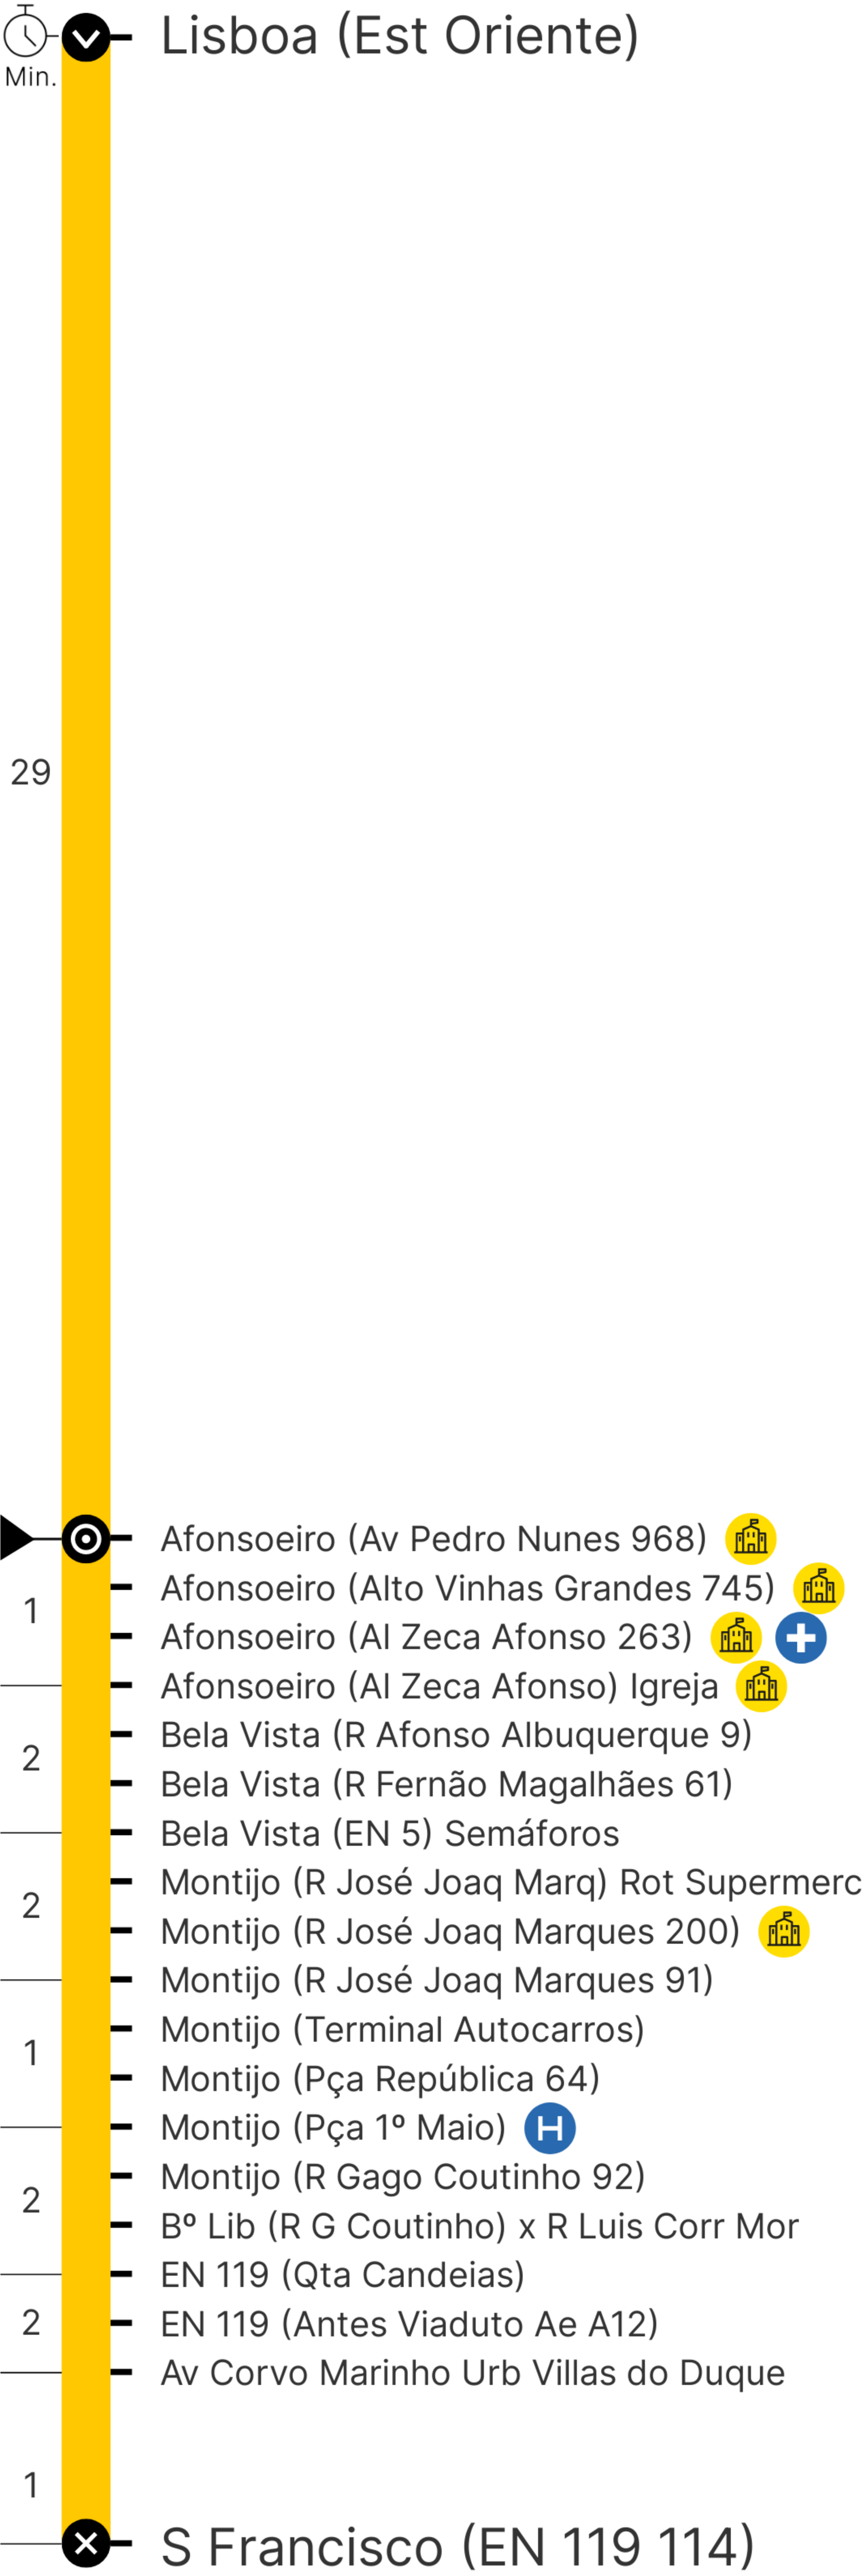 Lisboa (Est Oriente)
Min.
29
Afonsoeiro (Av Pedro Nunes 968)
Afonsoeiro (Alto Vinhas Grandes 745)
1
Afonsoeiro (Al Zeca Afonso 263)
Afonsoeiro (Al Zeca Afonso) Igreja
Bela Vista (R Afonso Albuquerque 9)
2
Bela Vista (R Fernão Magalhães 61)
Bela Vista (EN 5) Semáforos
Montijo (R José Joaq Marq) Rot Supermerc
2
Montijo (R José Joaq Marques 200)
Montijo (R José Joaq Marques 91)
Montijo (Terminal Autocarros)
1
Montijo (Pça República 64)
Montijo (Pça 1º Maio) H
Montijo (R Gago Coutinho 92)
2
Bº Lib (R G Coutinho) x R Luis Corr Mor
EN 119 (Qta Candeias)
2
EN 119 (Antes Viaduto Ae A12)
Av Corvo Marinho Urb Villas do Duque
1
S Francisco (EN 119 114)